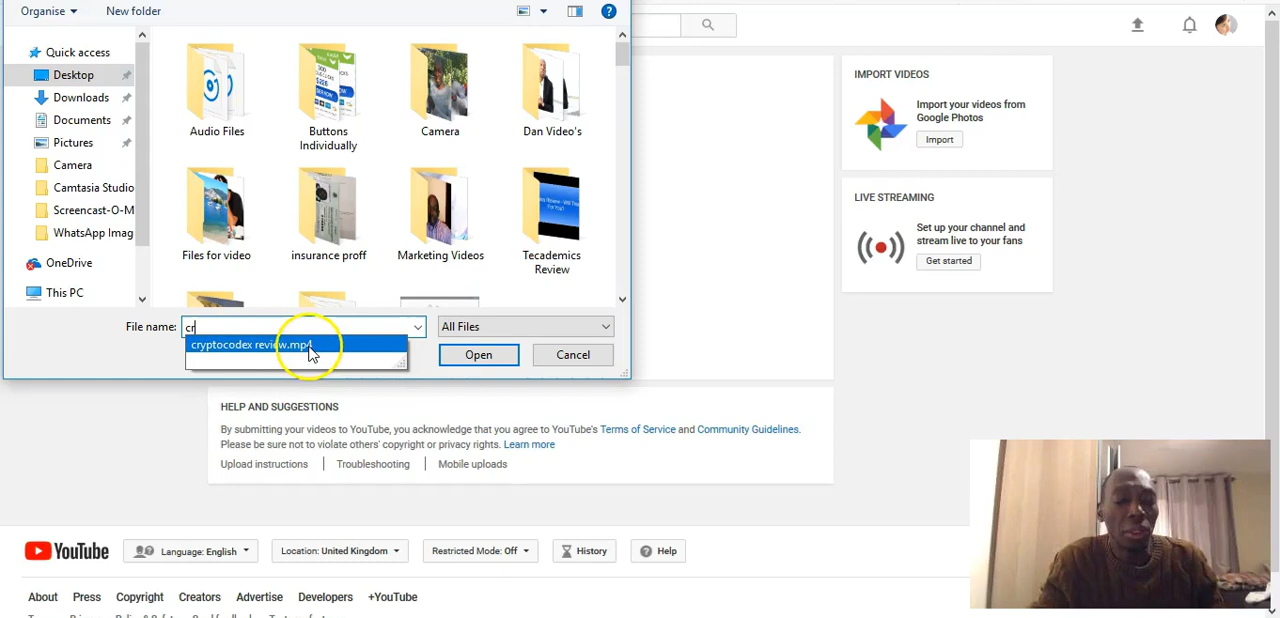 Organise
New folder
Quick access
Desktop
Downloads
Documents
Pictures
Camera
Camtasia Studio
Screencast-O-M
WhatsApp Imag
OneDrive
This PC
Audio Files
Buttons
Individually
Camera
Dan Video's
Files for video
insurance proff
Marketing Videos
Tecademics
Review
File name:
cr
All Files
cryptocodex review.mp4
Open
Cancel
IMPORT VIDEOS
Import your videos from
Google Photos
Import
LIVE STREAMING
Set up your channel and
stream live to your fans
Get started
HELP AND SUGGESTIONS
By submitting your videos to YouTube, you acknowledge that you agree to YouTube's Terms of Service and Community Guidelines.
Please be sure not to violate others' copyright or privacy rights. Learn more
Upload instructions
Troubleshooting
Mobile uploads
YouTube
Language: English
Location: United Kingdom
Restricted Mode: Off
History
Help
About Press Copyright Creators Advertise Developers +YouTube